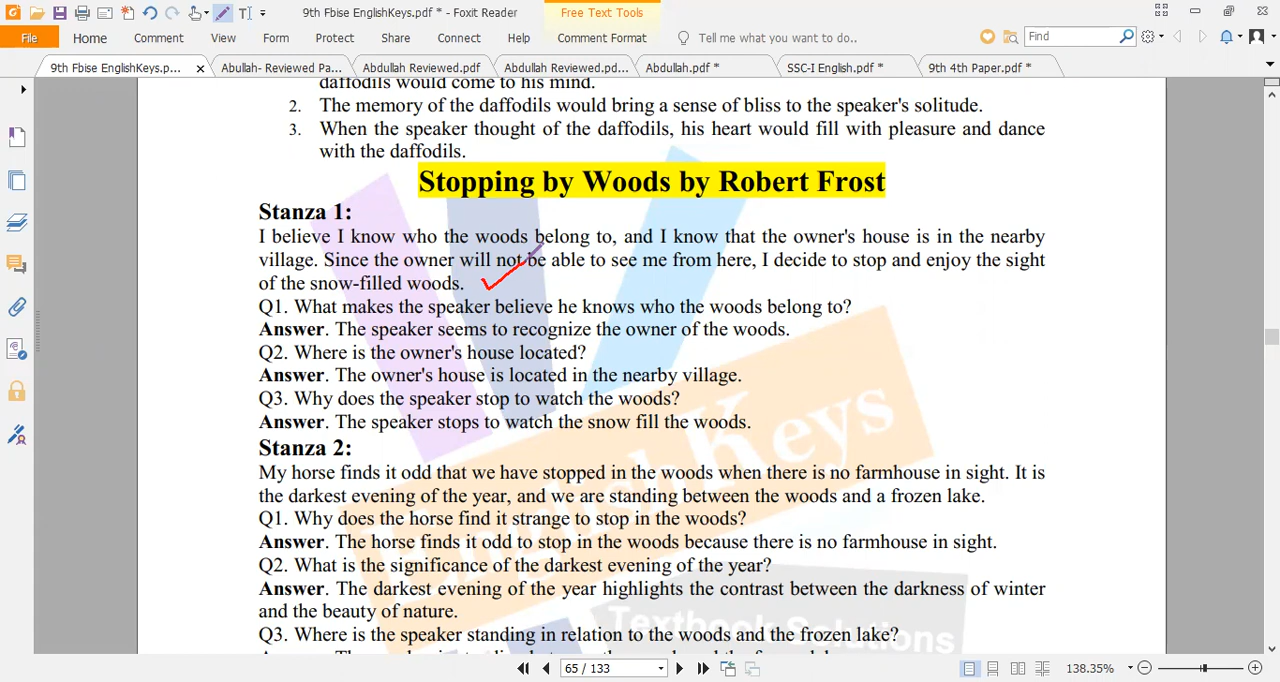 9th Fbise EnglishKeys.pdf * - Foxit Reader
Free Text Tools
File Home Comment View Form Protect Share Connect Help Comment Format Tell me what you want to do.. Find
9th Fbise EnglishKeys.p... Abullah- Reviewed Pa... Abdullah Reviewed.pdf Abdullah Reviewed.pd... Abdullah.pdf * SSC-I English.pdf * 9th 4th Paper.pdf *
daffodils would come to his mind.
2. The memory of the daffodils would bring a sense of bliss to the speaker's solitude.
3. When the speaker thought of the daffodils, his heart would fill with pleasure and dance
with the daffodils.
Stopping by Woods by Robert Frost
Stanza 1:
I believe I know who the woods belong to, and I know that the owner's house is in the nearby
village. Since the owner will not be able to see me from here, I decide to stop and enjoy the sight
of the snow-filled woods.
Q1. What makes the speaker believe he knows who the woods belong to?
Answer. The speaker seems to recognize the owner of the woods.
Q2. Where is the owner's house located?
Answer. The owner's house is located in the nearby village.
Q3. Why does the speaker stop to watch the woods?
Answer. The speaker stops to watch the snow fill the woods.
Stanza 2:
My horse finds it odd that we have stopped in the woods when there is no farmhouse in sight. It is
the darkest evening of the year, and we are standing between the woods and a frozen lake.
Q1. Why does the horse find it strange to stop in the woods?
Answer. The horse finds it odd to stop in the woods because there is no farmhouse in sight.
Q2. What is the significance of the darkest evening of the year?
Answer. The darkest evening of the year highlights the contrast between the darkness of winter
and the beauty of nature.
Q3. Where is the speaker standing in relation to the woods and the frozen lake?
English Keys
Textbook Solutions
65 / 133
138.35%